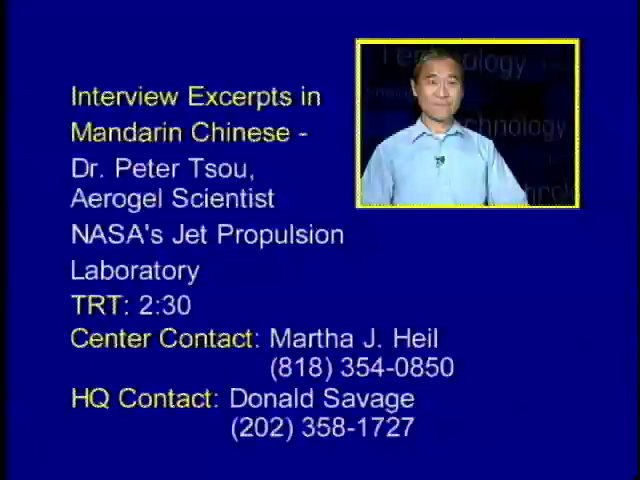 Interview Excerpts in
Mandarin Chinese -
Dr. Peter Tsou,
Aerogel Scientist
NASA's Jet Propulsion
Laboratory
TRT: 2:30
Center Contact: Martha J. Heil
(818) 354-0850
HQ Contact: Donald Savage
(202) 358-1727
Technology